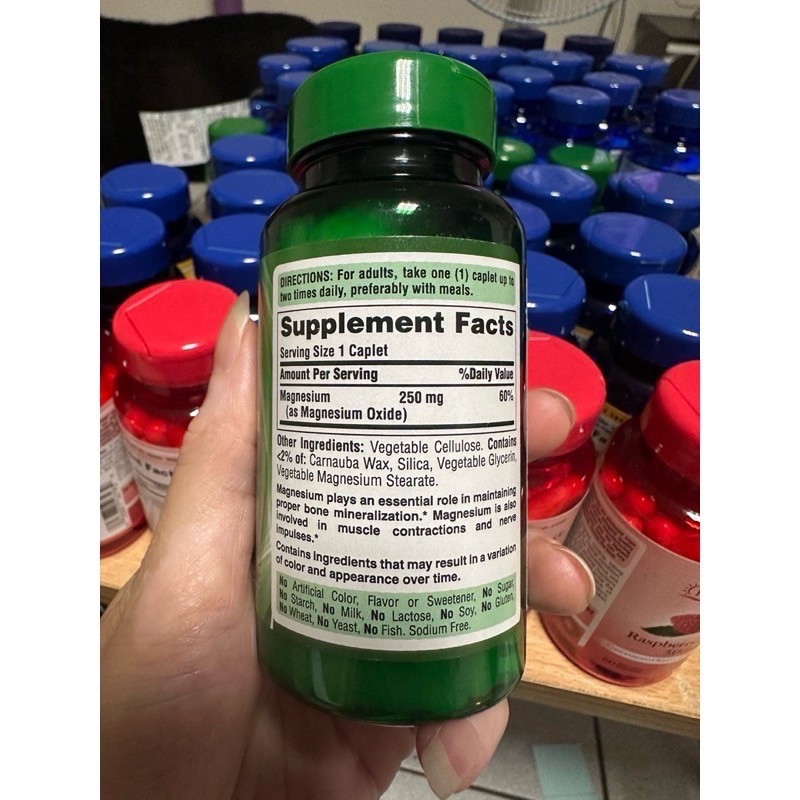 DIRECTIONS: For adults, take one (1) caplet up to
two times daily, preferably with meals.
Supplement Facts
Serving Size 1 Caplet
Amount Per Serving %Daily Value
Magnesium 250 mg 60%
(as Magnesium Oxide)
Other Ingredients: Vegetable Cellulose. Contains
<2% of: Carnauba Wax, Silica, Vegetable Glycerin,
Vegetable Magnesium Stearate.
Magnesium plays an essential role in maintaining
proper bone mineralization.* Magnesium is also
involved in muscle contractions and nerve
impulses.*
Contains ingredients that may result in a variation
of color and appearance over time.
No Artificial Color, Flavor or Sweetener, No Sugar,
No Starch, No Milk, No Lactose, No Soy, No Gluten,
No Wheat, No Yeast, No Fish. Sodium Free.